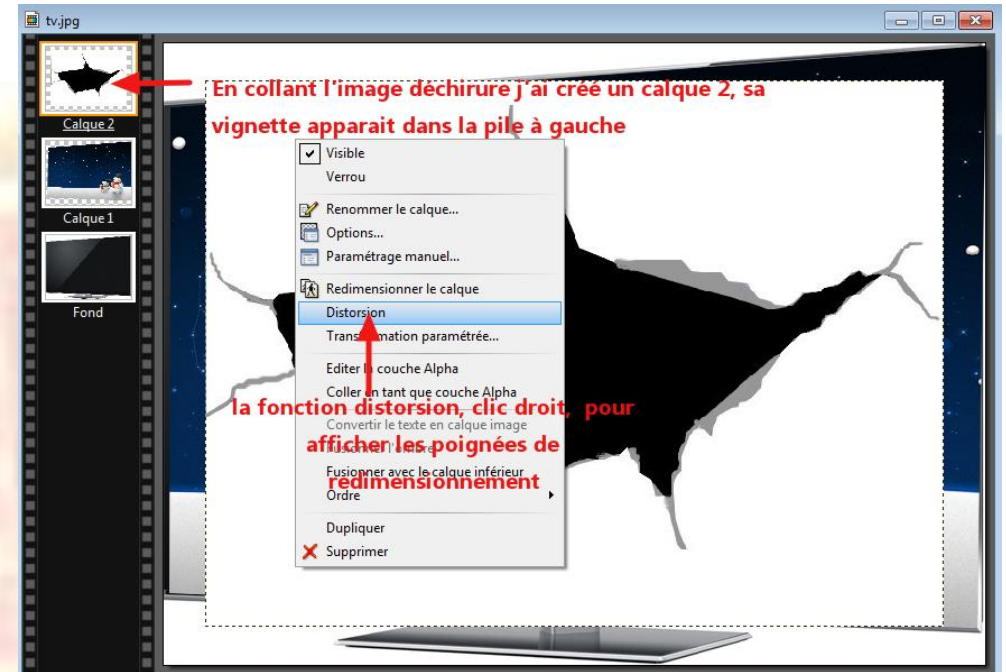 tv.jpg
En collant l'image déchirure j'ai créé un calque 2, sa
vignette apparait dans la pile à gauche
Calque 2
Calque 1
Fond
Visible
Verrou
Renommer le calque...
Options...
Paramétrage manuel...
Redimensionner le calque
Distorsion
Transformation paramétrée...
Editer la couche Alpha
Coller en tant que couche Alpha
la fonction distorsion, clic droit, pour
Convertir le texte en calque image
afficher les poignées de
Fusionner avec le calque inférieur
redimensionnement
Ordre
Dupliquer
Supprimer